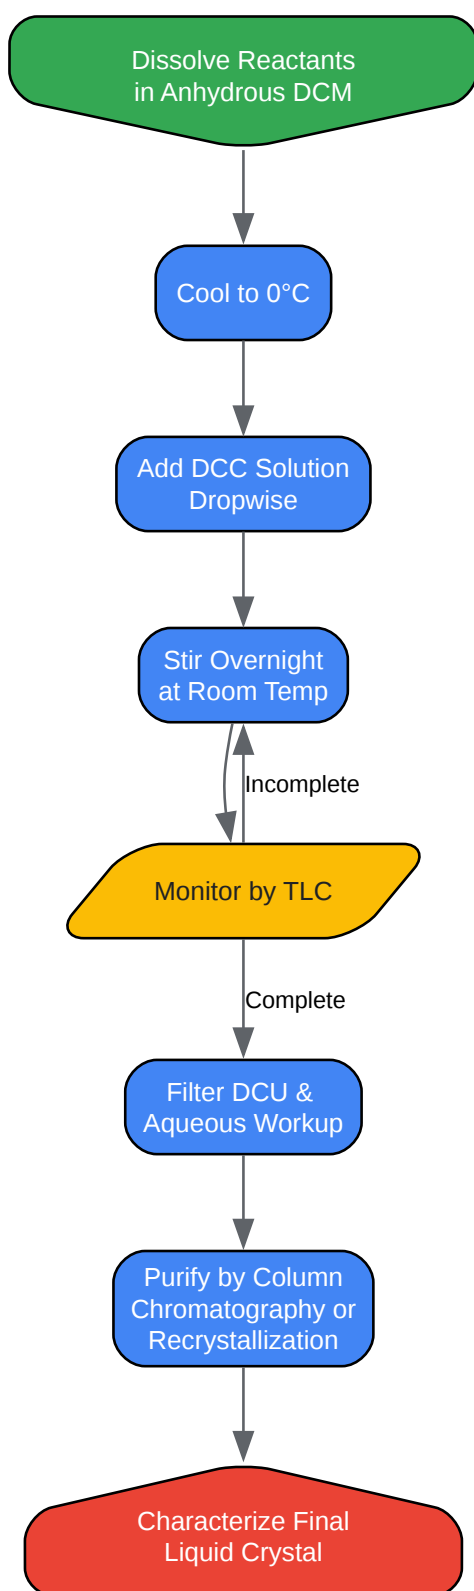 Dissolve Reactants
in Anhydrous DCM
Cool to 0°C
Add DCC Solution
Dropwise
Stir Overnight
at Room Temp
Incomplete
Monitor by TLC
Complete
Filter DCU &
Aqueous Workup
Purify by Column
Chromatography or
Recrystallization
Characterize Final
Liquid Crystal